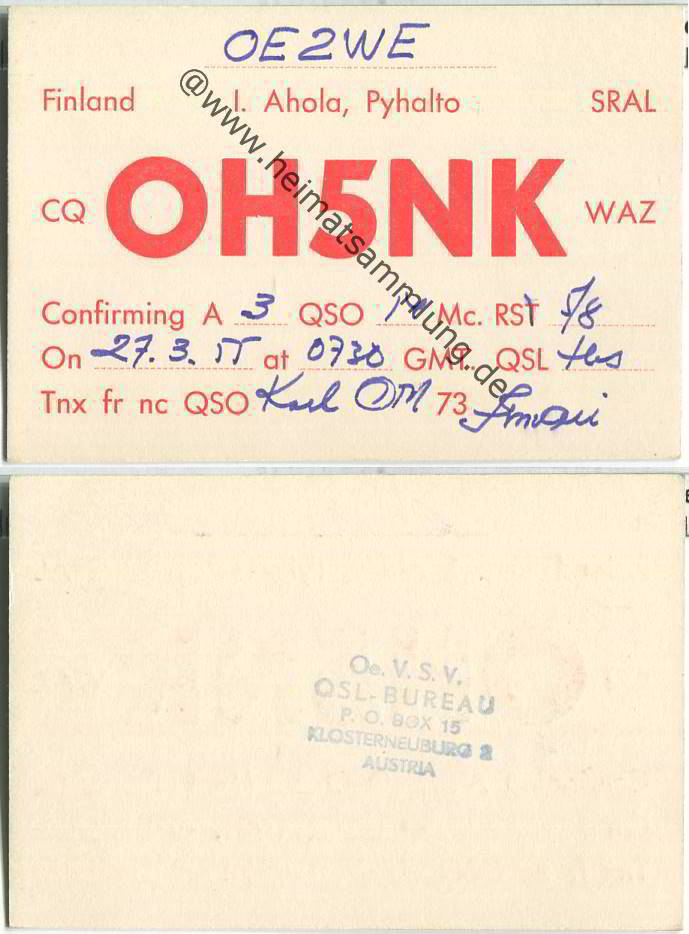 OE2WE
Finland I. Ahola, Pyhalto SRAL
@www.heimatsammlung.de
CQ OH5NK WAZ
Confirming A 3 QSO 14 Mc. RST 5/8
On 27. 3. 55 at 0730 GMT. QSL tks
Tnx fr nc QSO Karl OM 73
Oe. V. S. V.
QSL-BUREAU
P. O. BOX 15
KLOSTERNEUBURG 2
AUSTRIA